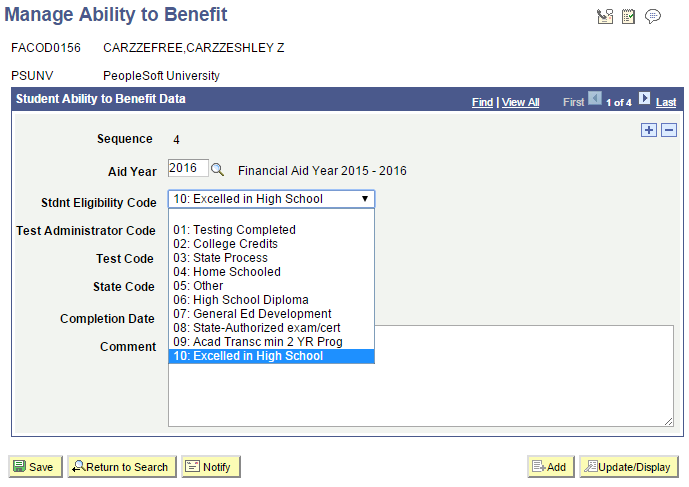 Manage Ability to Benefit
FACOD0156 CARZZEFREE,CARZZESHLEY Z
PSUNV PeopleSoft University
Student Ability to Benefit Data Find | View All First 1 of 4 Last
Sequence 4
Aid Year 2016 Financial Aid Year 2015 - 2016
Stdnt Eligibility Code 10: Excelled in High School
Test Administrator Code 01: Testing Completed
02: College Credits
Test Code 03: State Process
04: Home Schooled
State Code 05: Other
06: High School Diploma
Completion Date 07: General Ed Development
08: State-Authorized exam/cert
Comment 09: Acad Transc min 2 YR Prog
10: Excelled in High School
Save Return to Search Notify Add Update/Display